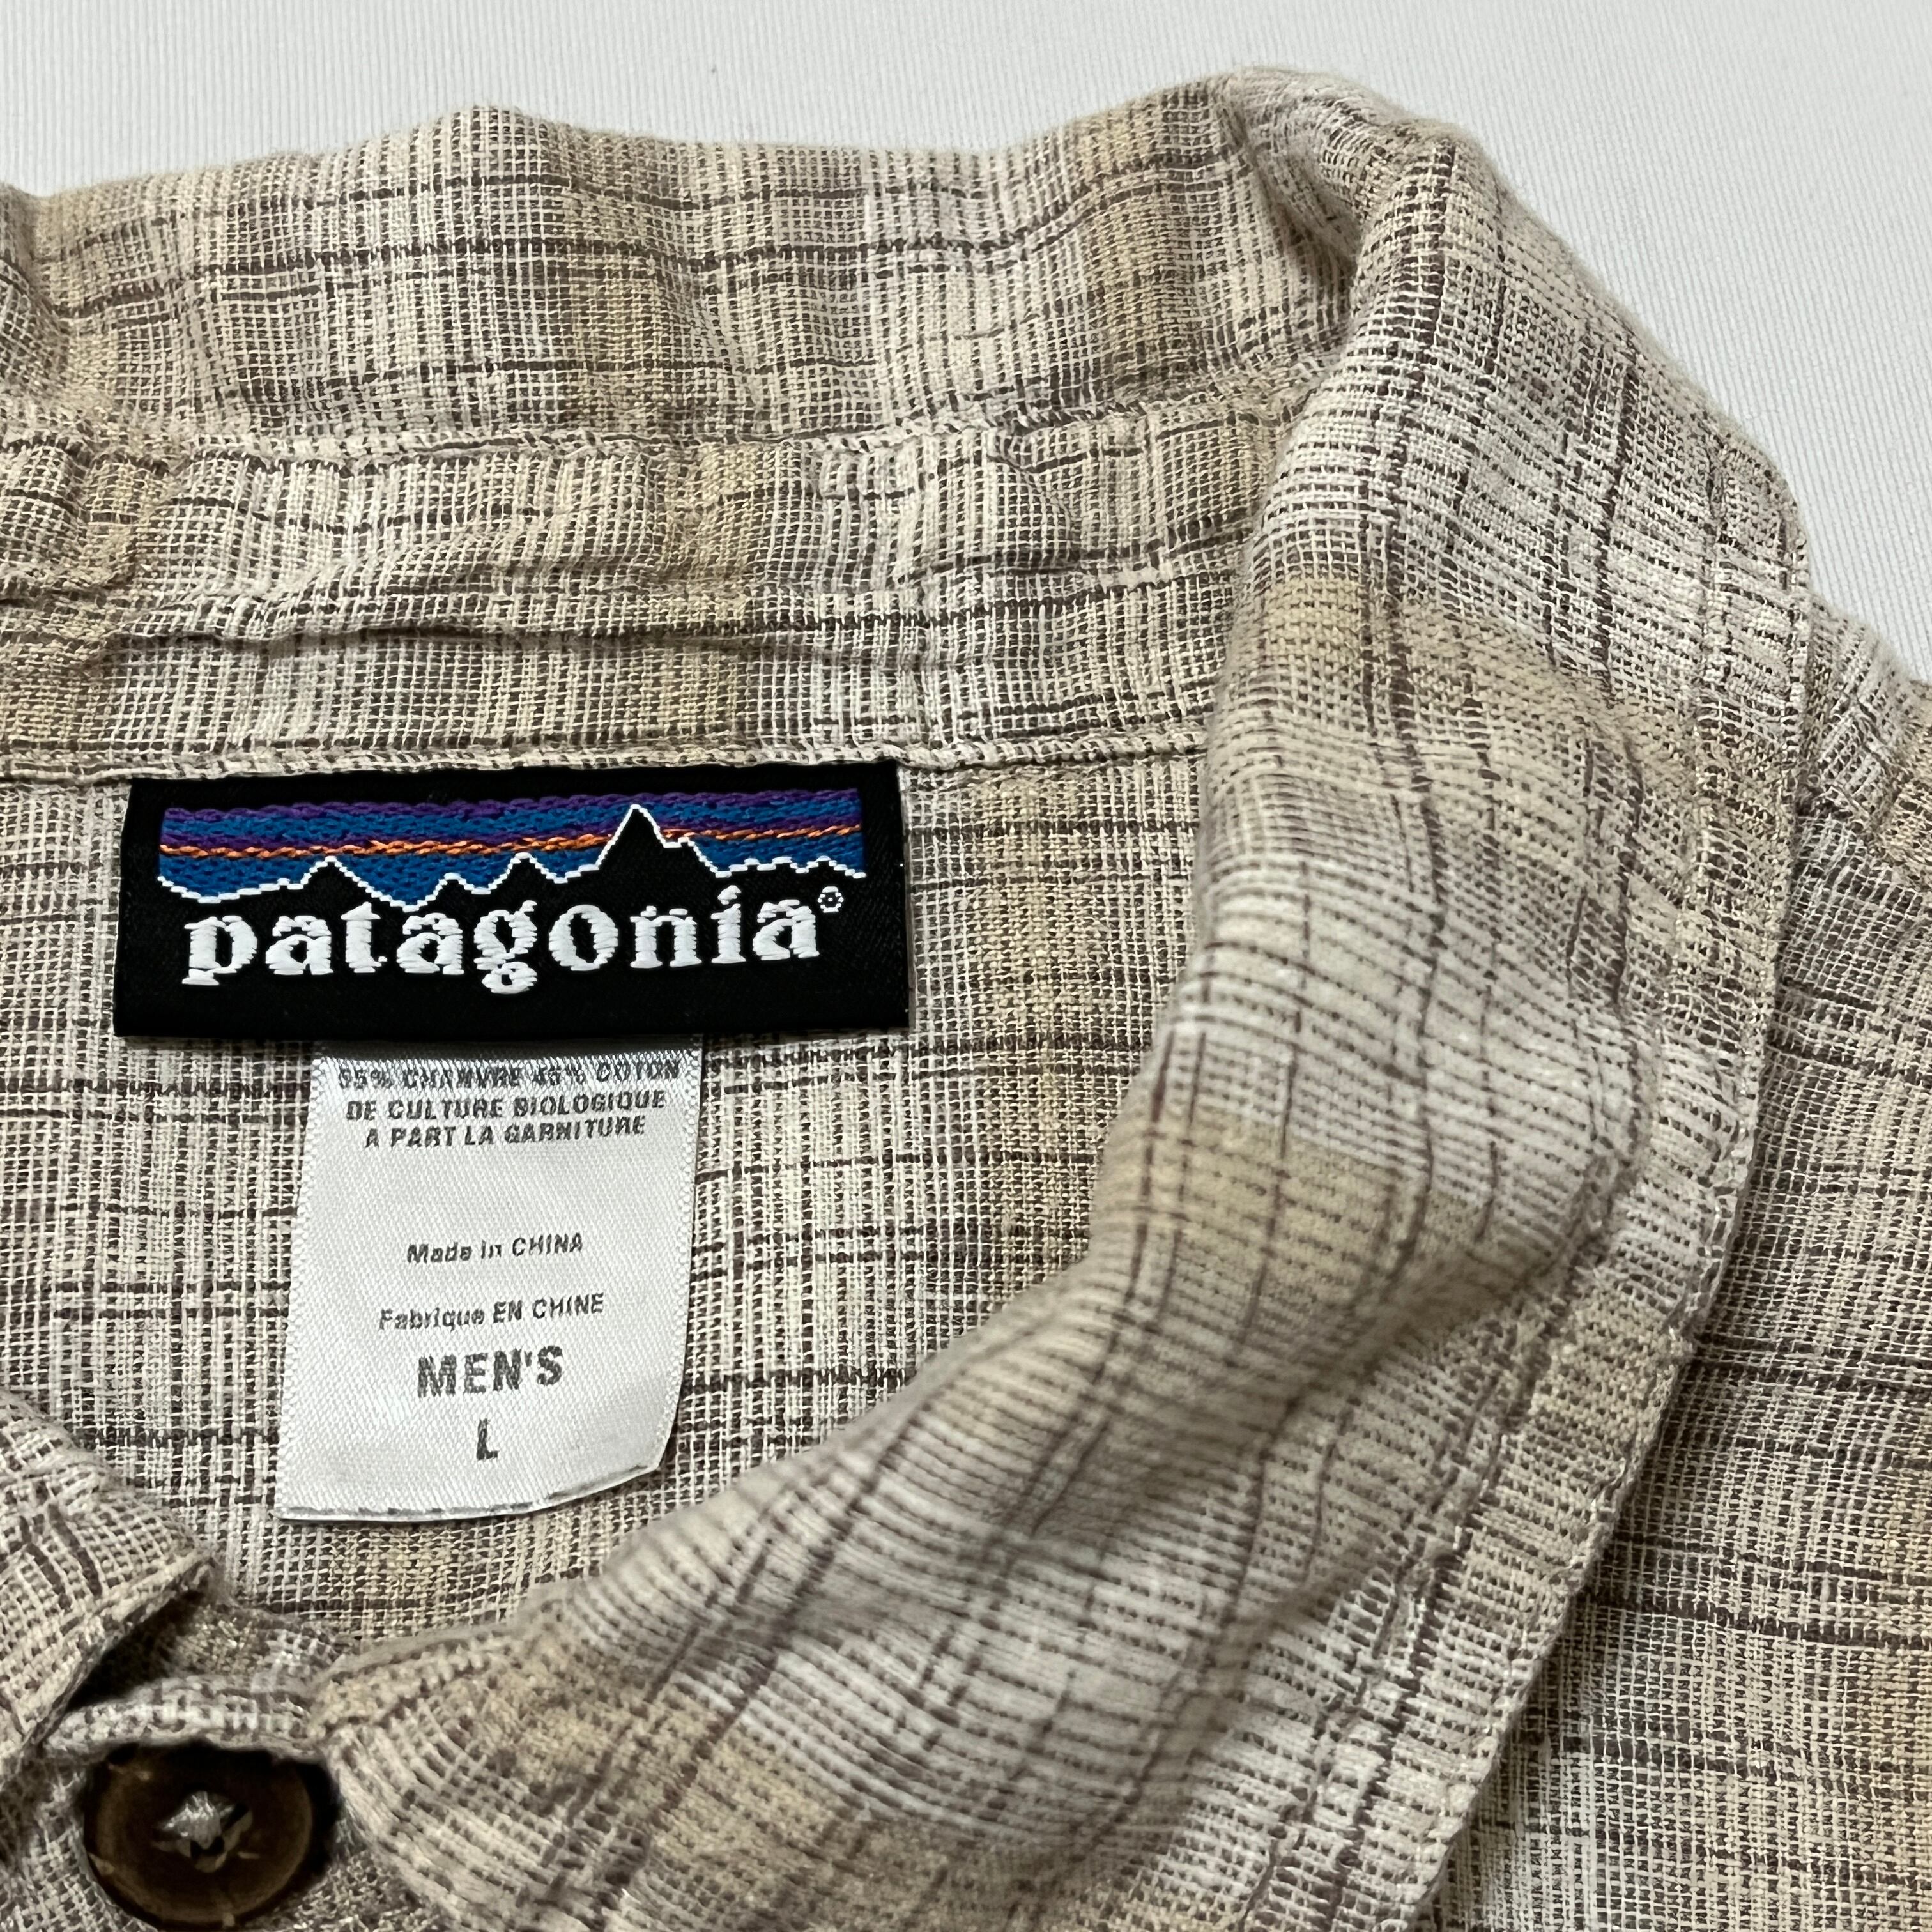 patagonia®
55% CHANVRE 45% COTON
DE CULTURE BIOLOGIQUE
A PART LA GARNITURE
Made in CHINA
Fabrique EN CHINE
MEN'S
L